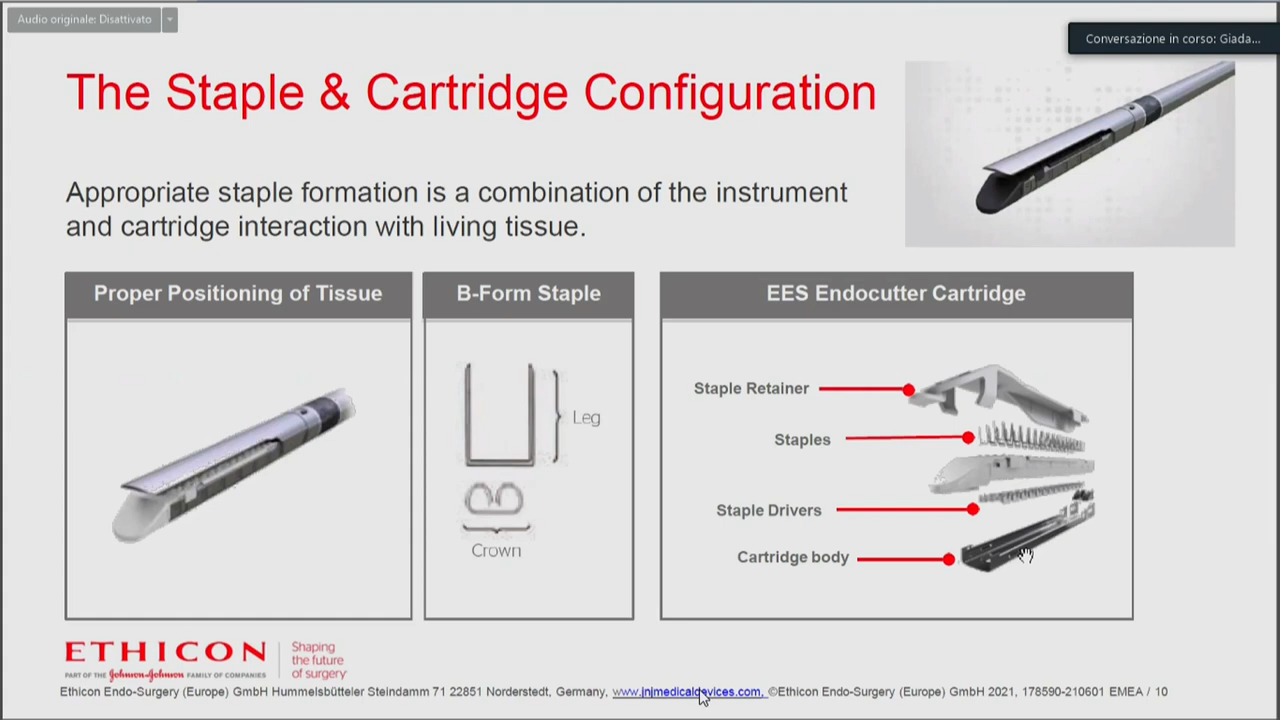 Audio originale: Disattivato
Conversazione in corso: Giada...
The Staple & Cartridge Configuration
Appropriate staple formation is a combination of the instrument
and cartridge interaction with living tissue.
Proper Positioning of Tissue
B-Form Staple
Leg
Crown
EES Endocutter Cartridge
Staple Retainer
Staples
Staple Drivers
Cartridge body
ETHICON
PART OF THE Johnson & Johnson FAMILY OF COMPANIES
Shaping
the future
of surgery
Ethicon Endo-Surgery (Europe) GmbH Hummelsbütteler Steindamm 71 22851 Norderstedt, Germany, www.jnjmedicaldevices.com, ©Ethicon Endo-Surgery (Europe) GmbH 2021, 178590-210601 EMEA / 10